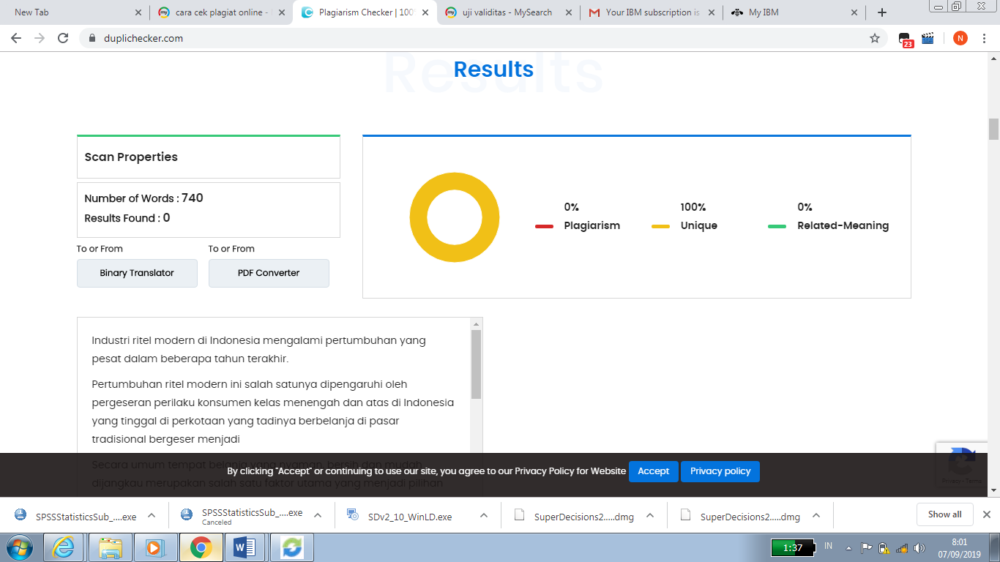 New Tab
cara cek plagiat online -
Plagiarism Checker | 100%
uji validitas - MySearch
Your IBM subscription is
My IBM
duplichecker.com
23
N
Results
Results
Scan Properties
Number of Words : 740
Results Found : 0
To or From
To or From
Binary Translator
PDF Converter
0%
100%
0%
Plagiarism
Unique
Related-Meaning
Industri ritel modern di Indonesia mengalami pertumbuhan yang
pesat dalam beberapa tahun terakhir.
Pertumbuhan ritel modern ini salah satunya dipengaruhi oleh
pergeseran perilaku konsumen kelas menengah dan atas di Indonesia
yang tinggal di perkotaan yang tadinya berbelanja di pasar
tradisional bergeser menjadi
Secara umum tempat belanja yang nyaman, bersih dan mudah
dijangkau merupakan salah satu faktor utama yang menjadi pilihan
By clicking "Accept" or continuing to use our site, you agree to our Privacy Policy for Website
Accept
Privacy policy
Privacy - Terms
SPSSStatisticsSub_....exe
SPSSStatisticsSub_....exe
Canceled
SDv2_10_WinLD.exe
SuperDecisions2.....dmg
SuperDecisions2.....dmg
Show all
1:37
IN
8:01
07/09/2019